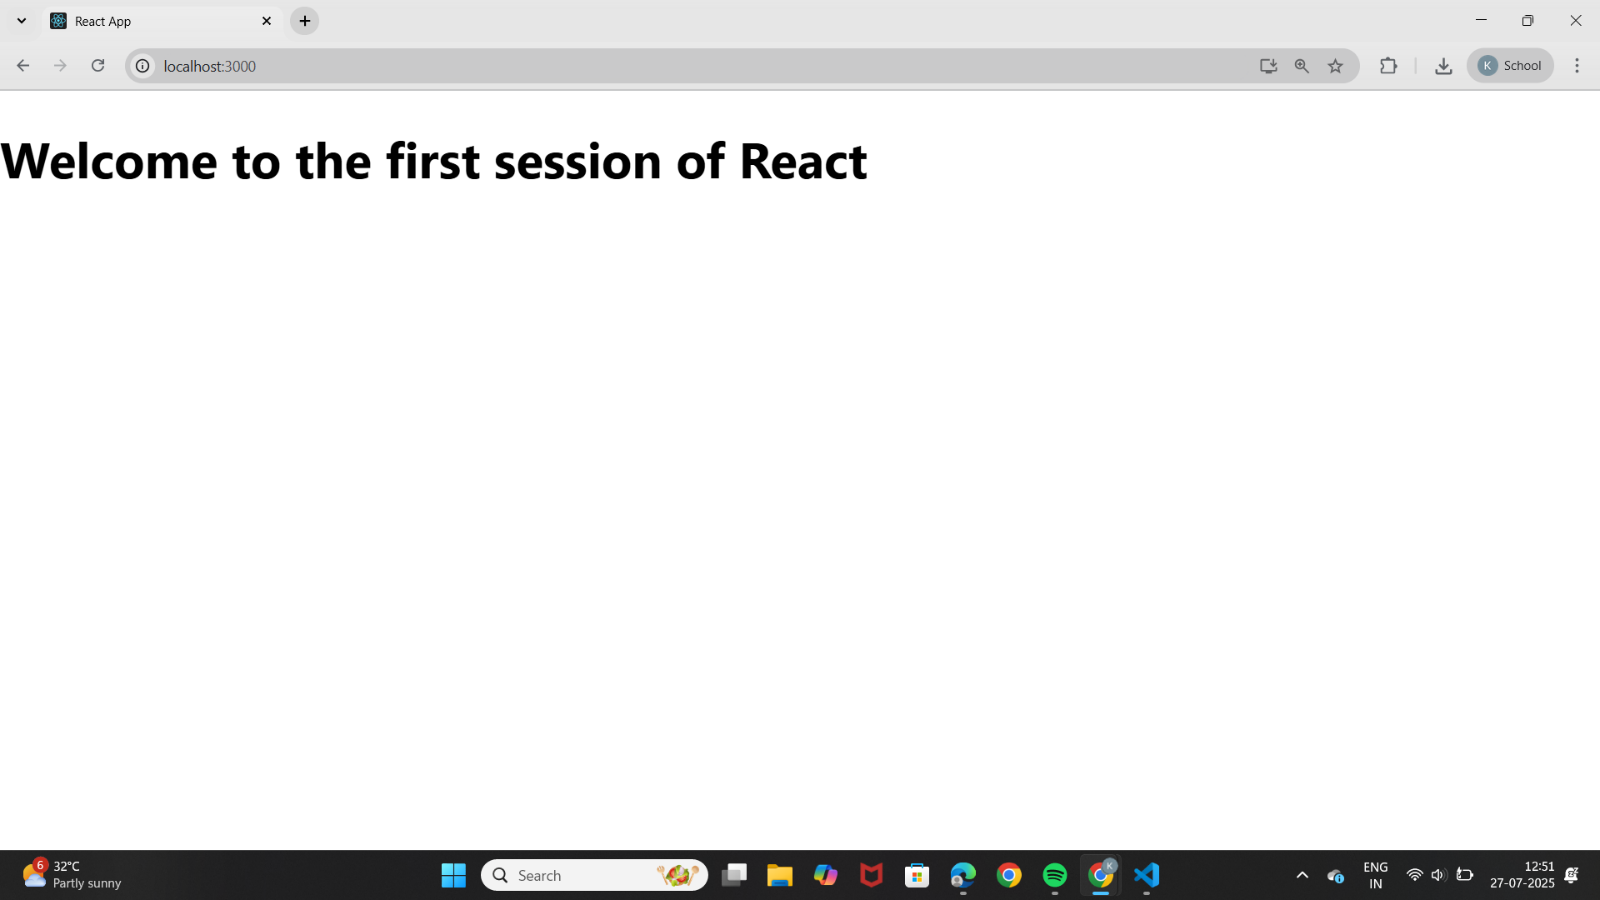 React App
localhost:3000
K School
Welcome to the first session of React
6
32°C
Partly sunny
Search
K
ENG
IN
12:51
27-07-2025